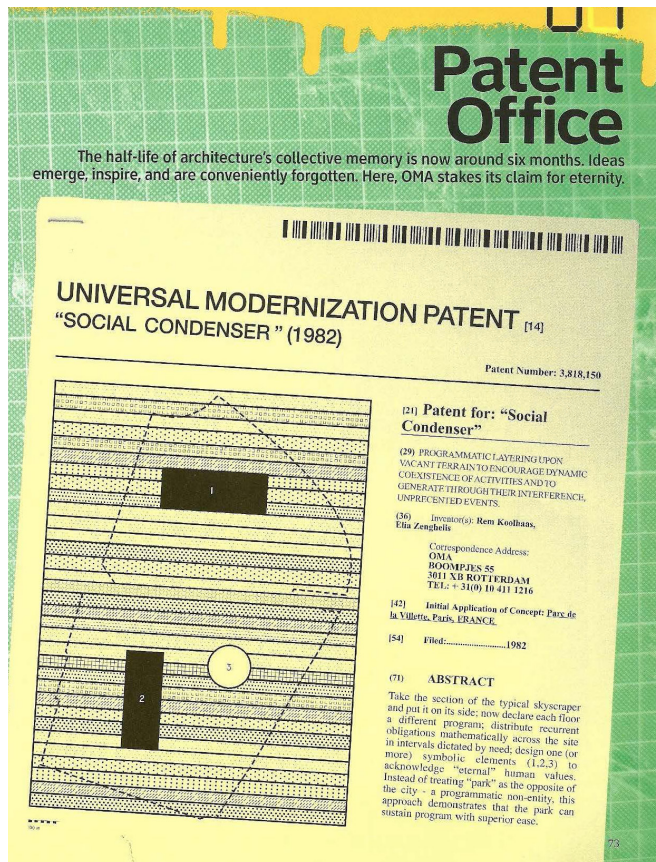 Patent
Office
The half-life of architecture's collective memory is now around six months. Ideas
emerge, inspire, and are conveniently forgotten. Here, OMA stakes its claim for eternity.
UNIVERSAL MODERNIZATION PATENT [14]
"SOCIAL CONDENSER" (1982)
Patent Number: 3,818,150
[21] Patent for: "Social
Condenser"
(29) PROGRAMMATIC LAYERING UPON
VACANT TERRAIN TO ENCOURAGE DYNAMIC
COEXISTENCE OF ACTIVITIES AND TO
GENERATE THROUGH THEIR INTERFERENCE,
UNPRECENTED EVENTS.
(36) Inventor(s): Rem Koolhaas,
Elia Zenghelis
Correspondence Address:
OMA
BOOMPJES 55
3011 XB ROTTERDAM
TEL: + 31(0) 10 411 1216
[42] Initial Application of Concept: Parc de
la Villette, Paris, FRANCE
[54] Filed:.........................1982
(71) ABSTRACT
Take the section of the typical skyscraper
and put it on its side; now declare each floor
a different program; distribute recurrent
obligations mathematically across the site
in intervals dictated by need; design one (or
more) symbolic elements (1,2,3) to
acknowledge "eternal" human values.
Instead of treating "park" as the opposite of
the city - a programmatic non-entity, this
approach demonstrates that the park can
sustain program with superior ease.
1
2
3
73